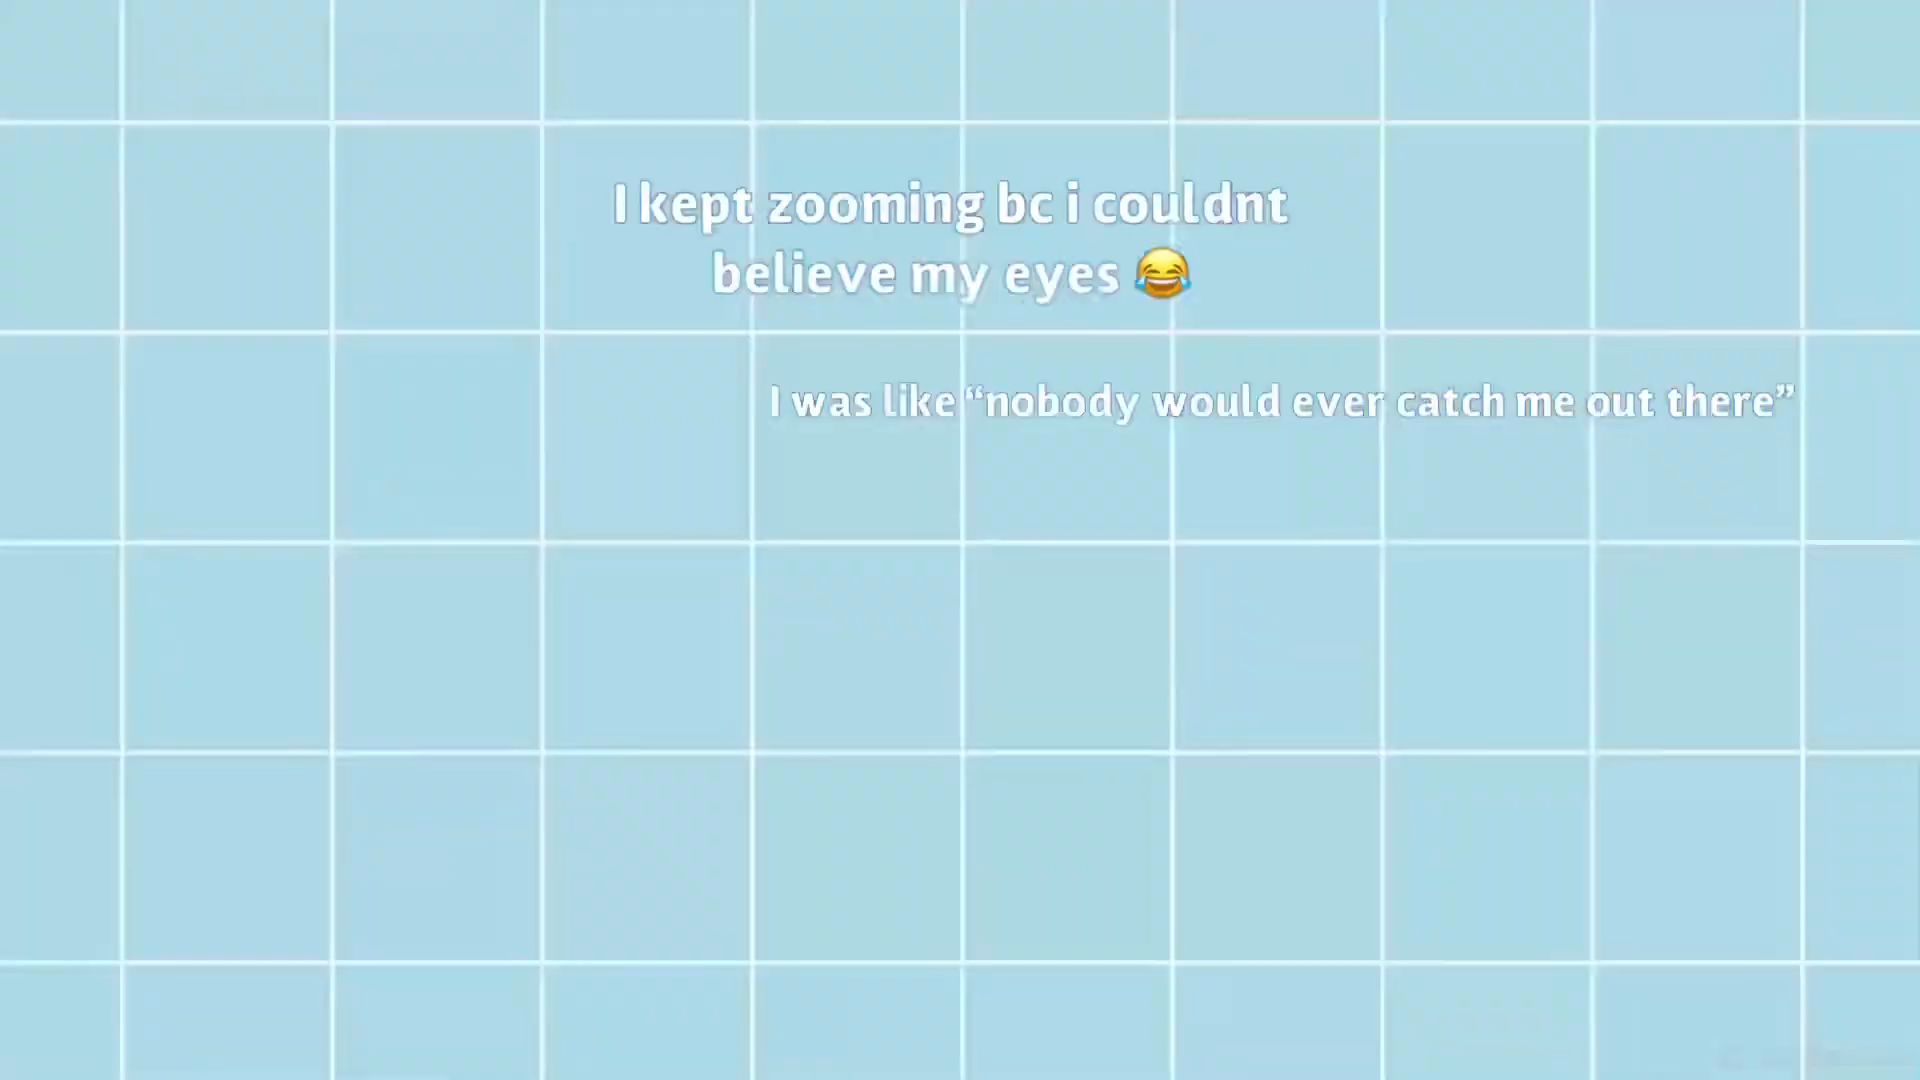 I kept zooming bc i couldnt
believe my eyes 😂
I was like “nobody would ever catch me out there”